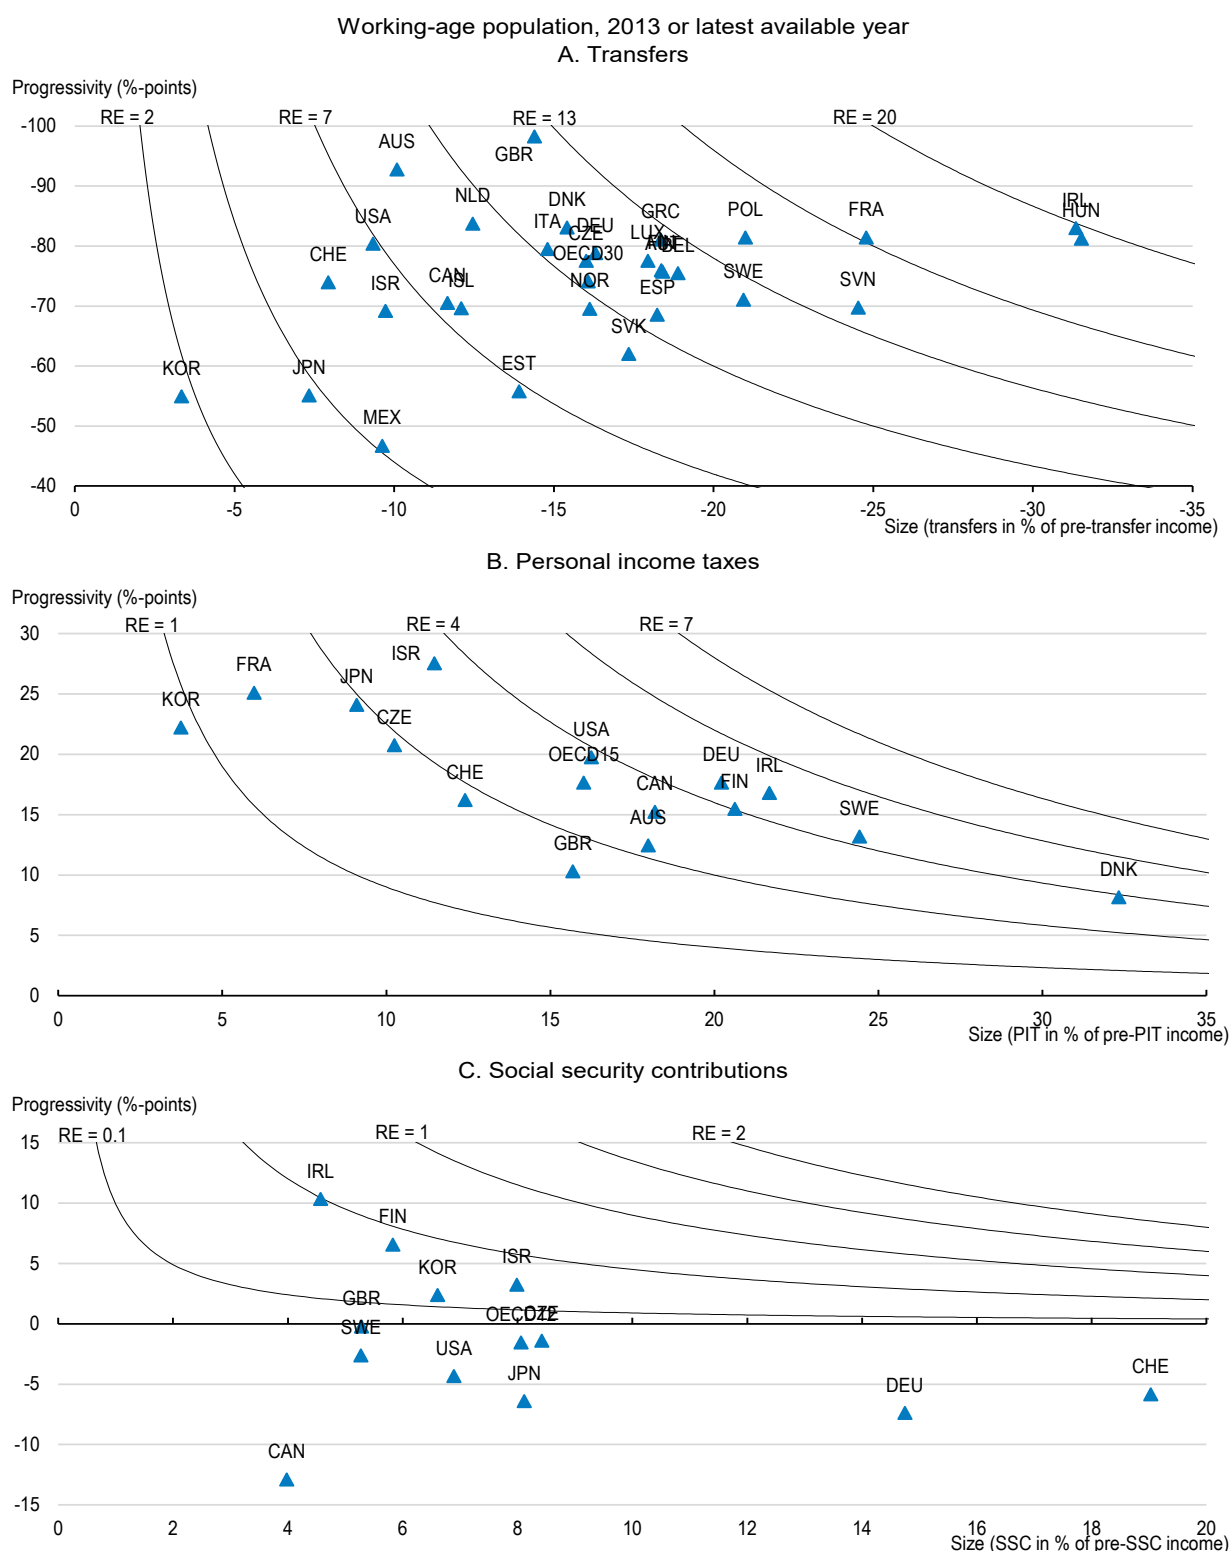 Working-age population, 2013 or latest available year
A. Transfers
Progressivity (%-points)
RE = 2
RE = 7
RE = 13
RE = 20
-100
-90
-80
-70
-60
-50
-40
AUS
GBR
NLD
DNK
ITA
DEU
CZE
GRC
LUX
BEL
POL
FRA
IRL
HUN
USA
CHE
ISR
CAN
ISL
OECD30
NOR
ESP
SWE
SVN
SVK
KOR
JPN
EST
MEX
0
-5
-10
-15
-20
-25
-30
-35
Size (transfers in % of pre-transfer income)
B. Personal income taxes
Progressivity (%-points)
RE = 1
RE = 4
RE = 7
30
25
20
15
10
5
0
ISR
FRA
JPN
KOR
CZE
USA
OECD15
DEU
IRL
CHE
CAN
FIN
AUS
SWE
GBR
DNK
0
5
10
15
20
25
30
35
Size (PIT in % of pre-PIT income)
C. Social security contributions
Progressivity (%-points)
RE = 0.1
RE = 1
RE = 2
15
10
5
0
-5
-10
-15
IRL
FIN
KOR
ISR
GBR
OECD12
CZE
SWE
USA
JPN
DEU
CHE
CAN
0
2
4
6
8
10
12
14
16
18
20
Size (SSC in % of pre-SSC income)